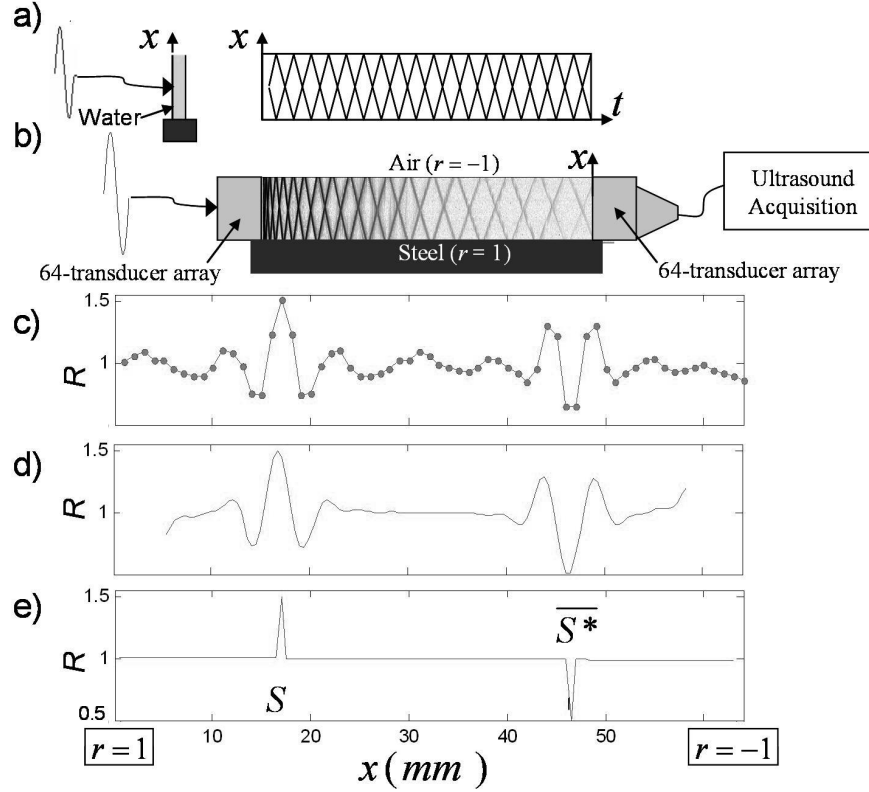 a)
x
x
t
Water
b)
Air (r = −1)
x
Ultrasound
Acquisition
64-transducer array
Steel (r = 1)
64-transducer array
c)
1.5
1
R
d)
1.5
1
R
e)
1.5
1
0.5
R
S
S*
10 20 30 40 50
r = 1
x (mm)
r = −1